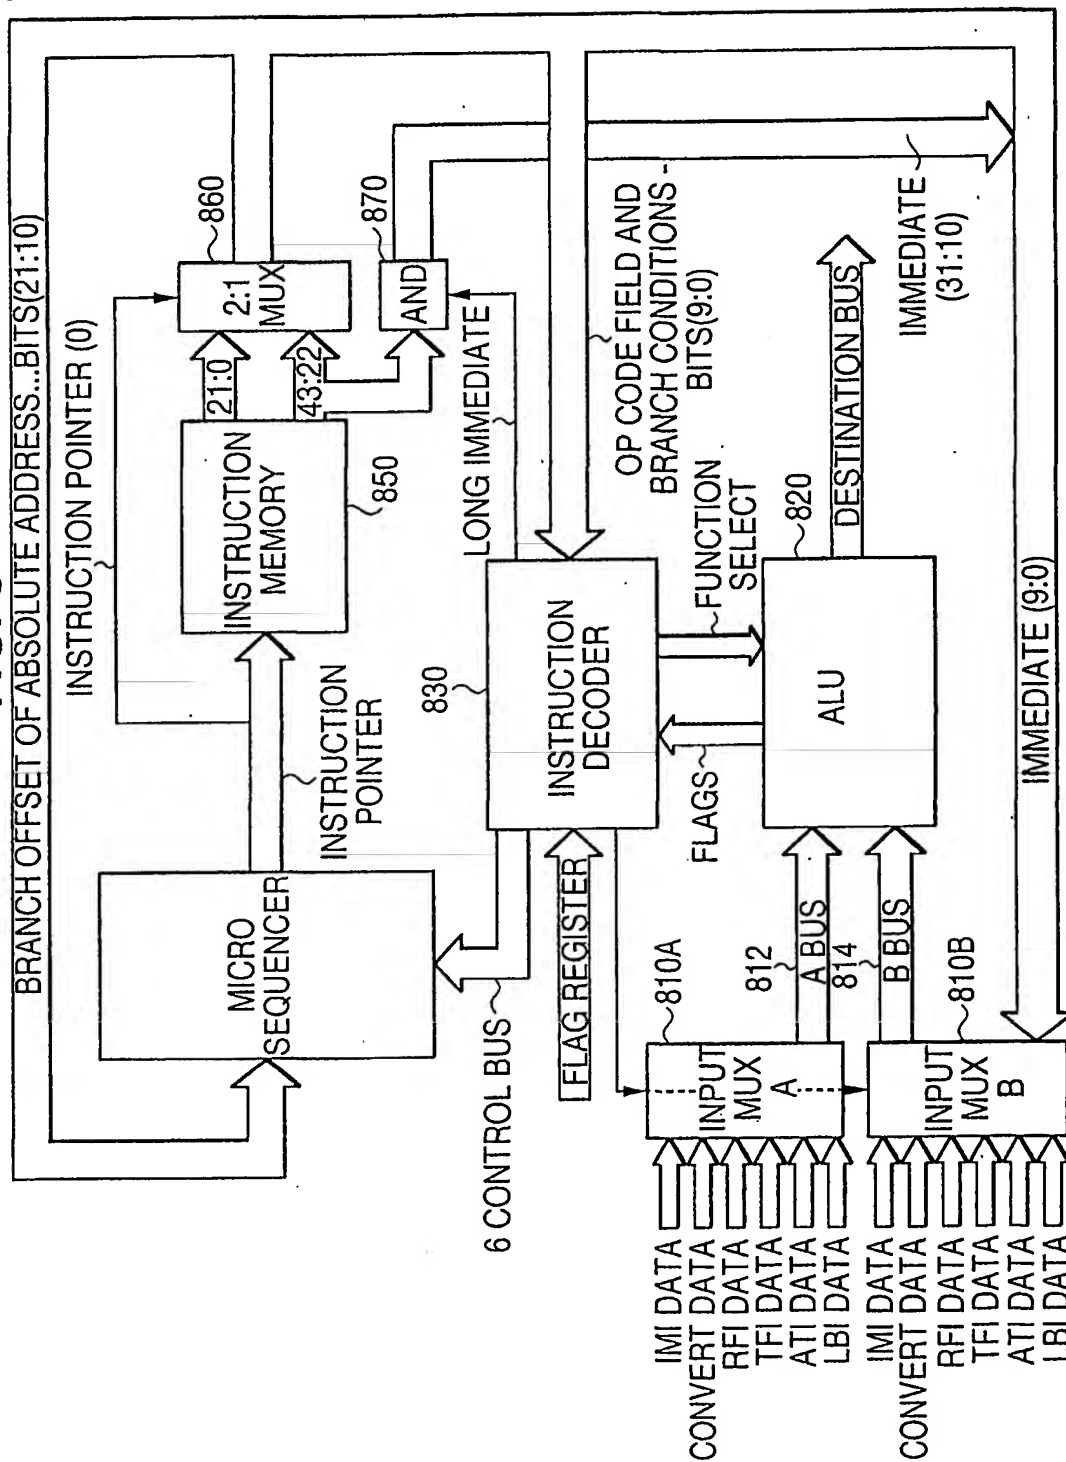 BRANCH OFFSET OF ABSOLUTE ADDRESS...BITS(21:10)
INSTRUCTION POINTER (0)
860
2:1
MUX
870
AND
21:0
43:22
INSTRUCTION
MEMORY
850
LONG IMMEDIATE
INSTRUCTION
POINTER
MICRO
SEQUENCER
6 CONTROL BUS
830
INSTRUCTION
DECODER
FLAG REGISTER
OP CODE FIELD AND
BRANCH CONDITIONS -
BITS(9:0)
FUNCTION
SELECT
FLAGS
820
ALU
DESTINATION BUS
IMMEDIATE
(31:10)
IMMEDIATE (9:0)
810A
812
A BUS
814
B BUS
810B
INPUT
MUX
A
INPUT
MUX
B
IMI DATA
CONVERT DATA
RFI DATA
TFI DATA
ATI DATA
LBI DATA
IMI DATA
CONVERT DATA
RFI DATA
TFI DATA
ATI DATA
LBI DATA